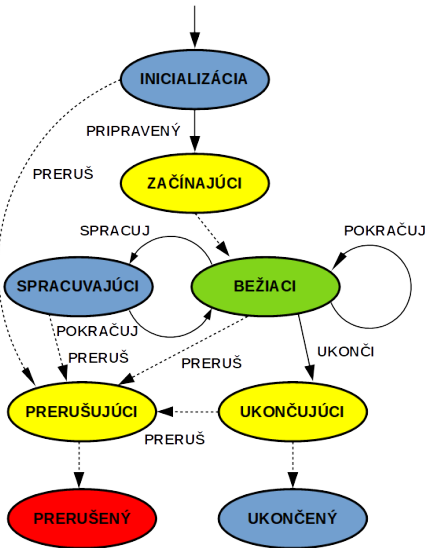 INICIALIZÁCIA
PRIPRAVENÝ
PRERUŠ
ZAČÍNAJÚCI
SPRACUJ
POKRAČUJ
SPRACUVAJÚCI
BEŽIACI
POKRAČUJ
UKONČI
PRERUŠ
PRERUŠ
PRERUŠUJÚCI
UKONČUJÚCI
PRERUŠ
PRERUŠENÝ
UKONČENÝ